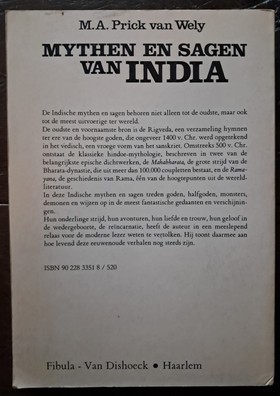 M.A. Prick van Wely
MYTHEN EN SAGEN
VAN INDIA
De Indische mythen en sagen behoren niet alleen tot de oudste, maar ook
tot de meest uitvoerige ter wereld.
De oudste en voornaamste bron is de Rigveda, een verzameling hymnen
ter ere van de hoogste goden, die ongeveer 1400 v. Chr. werd opgetekend
in het vedisch, een vroege vorm van het sanskriet. Omstreeks 500 v. Chr.
ontstaat de klassieke hindoe-mythologie, beschreven in twee van de
belangrijkste epische dichtwerken, de Mahabharata, de grote strijd van de
Bharata-dynastie, die uit meer dan 100.000 coupletten bestaat, en de Rama-
yana, de geschiedenis van Rama, één van de hoogtepunten uit de wereld-
literatuur.
In deze Indische mythen en sagen treden goden, halfgoden, monsters,
demonen en wijzen op in de meest fantastische gedaanten en verschijnin-
gen.
Hun onderlinge strijd, hun avonturen, hun liefde en trouw, hun geloof in
de wedergeboorte, de reïncarnatie, heeft de auteur in een meeslepend
relaas voor de moderne lezer weten te vertolken. Hij toont daarmee aan
hoe levend deze eeuwenoude verhalen nog steeds zijn.
ISBN 90 228 3351 8 / 520
Fibula - Van Dishoeck • Haarlem